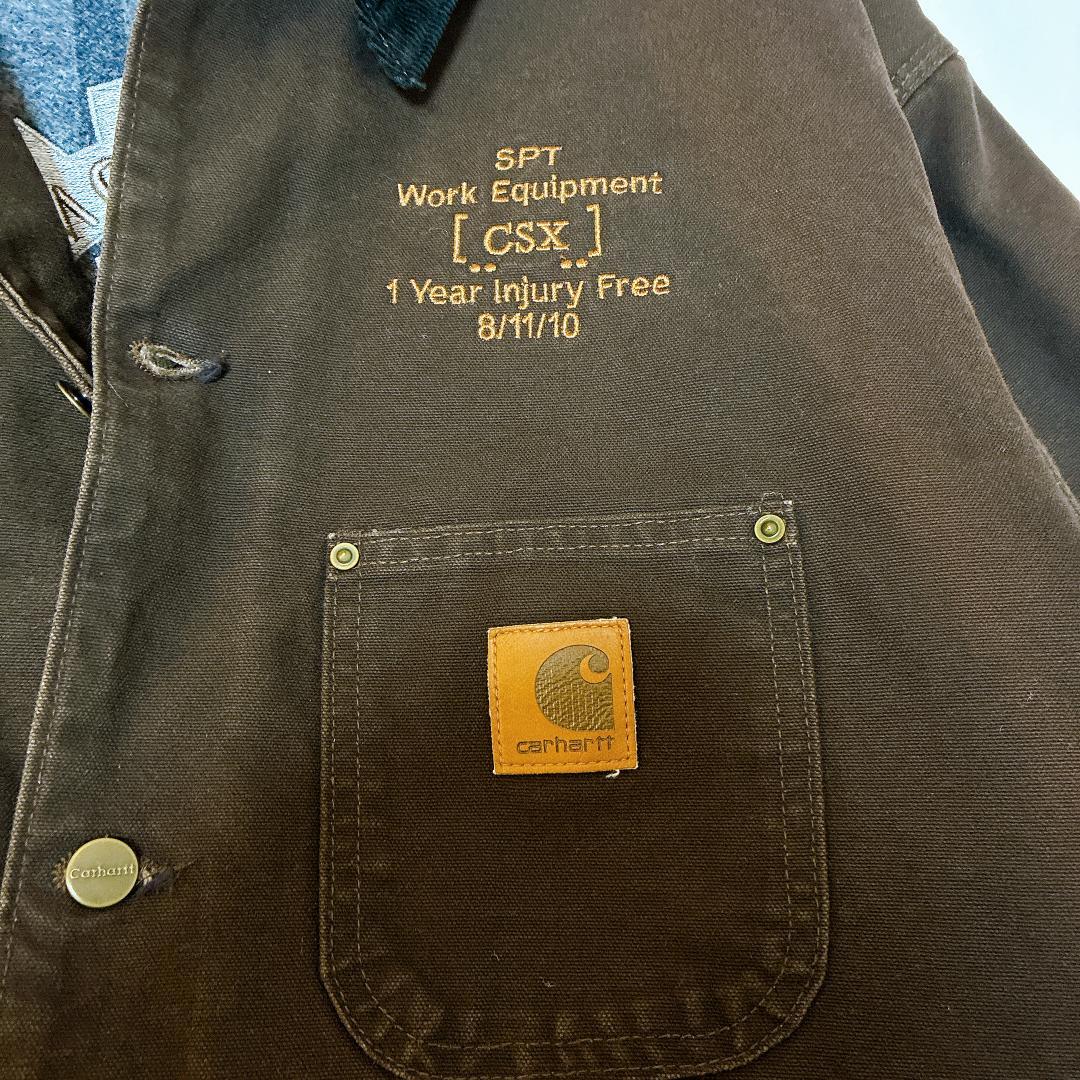 SPT
Work Equipment
[CSX]
1 Year Injury Free
8/11/10
carhartt
Carhartt